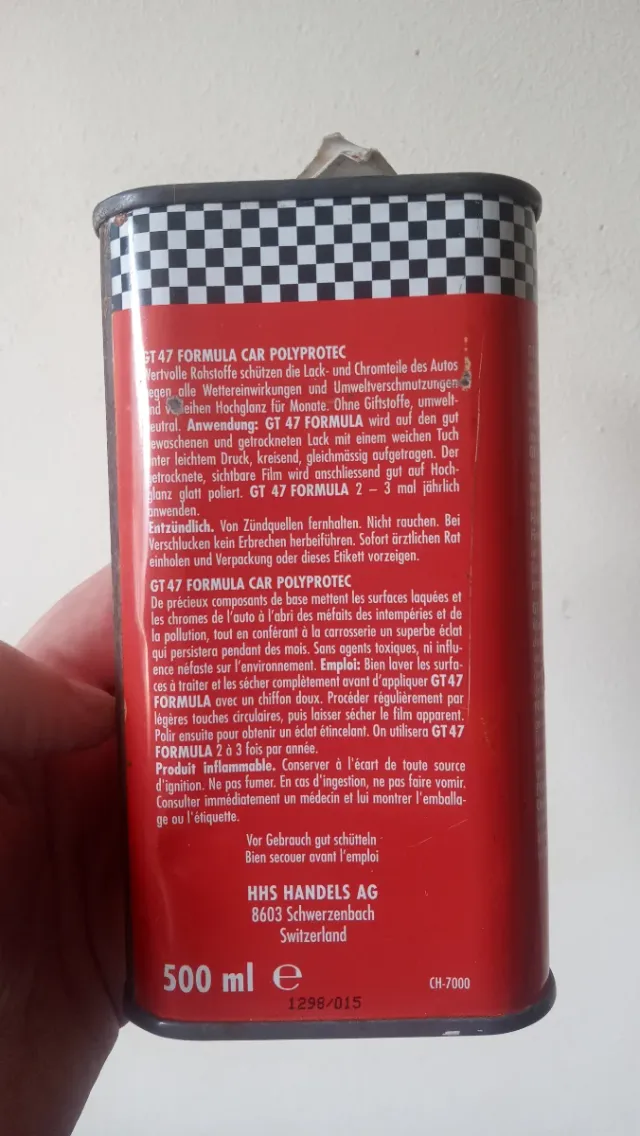 GT 47 FORMULA CAR POLYPROTEC
Wertvolle Rohstoffe schützen die Lack- und Chromteile des Autos
gegen alle Wettereinwirkungen und Umweltverschmutzungen
und verleihen Hochglanz für Monate. Ohne Giftstoffe, umwelt-
neutral. Anwendung: GT 47 FORMULA wird auf den gut
gewaschenen und getrockneten Lack mit einem weichen Tuch
unter leichtem Druck, kreisend, gleichmässig aufgetragen. Der
getrocknete, sichtbare Film wird anschliessend gut auf Hoch-
glanz glatt poliert. GT 47 FORMULA 2 – 3 mal jährlich
anwenden.
Entzündlich. Von Zündquellen fernhalten. Nicht rauchen. Bei
Verschlucken kein Erbrechen herbeiführen. Sofort ärztlichen Rat
einholen und Verpackung oder dieses Etikett vorzeigen.
GT 47 FORMULA CAR POLYPROTEC
De précieux composants de base mettent les surfaces laquées et
les chromes de l'auto à l'abri des méfaits des intempéries et de
la pollution, tout en conférant à la carrosserie un superbe éclat
qui persistera pendant des mois. Sans agents toxiques, ni influ-
ence néfaste sur l'environnement. Emploi: Bien laver les surfa-
ces à traiter et les sécher complètement avant d'appliquer GT 47
FORMULA avec un chiffon doux. Procéder régulièrement par
légères touches circulaires, puis laisser sécher le film apparent.
Polir ensuite pour obtenir un éclat étincelant. On utilisera GT 47
FORMULA 2 à 3 fois par année.
Produit inflammable. Conserver à l'écart de toute source
d'ignition. Ne pas fumer. En cas d'ingestion, ne pas faire vomir.
Consulter immédiatement un médecin et lui montrer l'emballa-
ge ou l'étiquette.
Vor Gebrauch gut schütteln
Bien secouer avant l'emploi
HHS HANDELS AG
8603 Schwerzenbach
Switzerland
500 ml ℮
CH-7000
1298/015